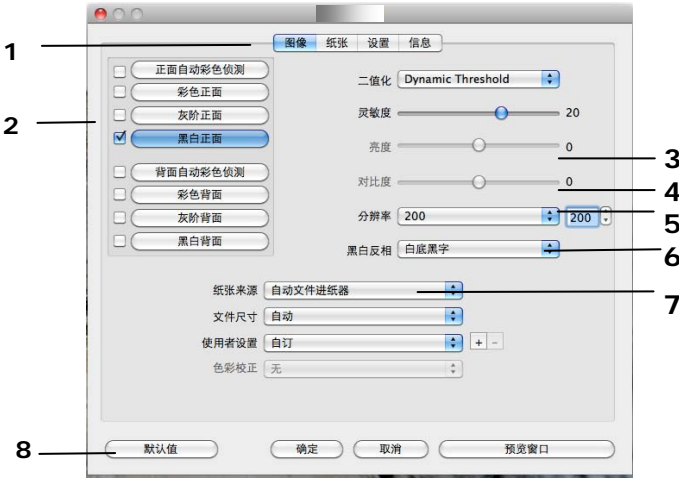 图像 纸张 设置 信息
1
2
正面自动彩色侦测
彩色正面
灰阶正面
黑白正面
背面自动彩色侦测
彩色背面
灰阶背面
黑白背面
二值化 Dynamic Threshold
灵敏度 20
亮度 0
3
对比度 0
4
分辨率 200 200
5
黑白反相 白底黑字
6
纸张来源 自动文件进纸器
7
文件尺寸 自动
使用者设置 自订 + -
色彩校正 无
8
默认值 确定 取消 预览窗口